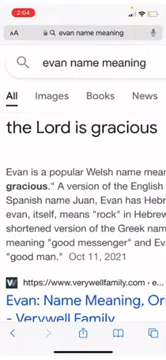 2:04
AA evan name meaning
evan name meaning
All Images Books News
the Lord is gracious
Evan is a popular Welsh name mean
gracious." A version of the English
Spanish name Juan, Evan has Hebr
evan, itself, means "rock" in Hebrew
shortened version of the Greek nam
meaning "good messenger" and Ev
"good man." Oct 11, 2021
https://www.verywellfamily.com › e...
Evan: Name Meaning, Ori
- Verywell Family